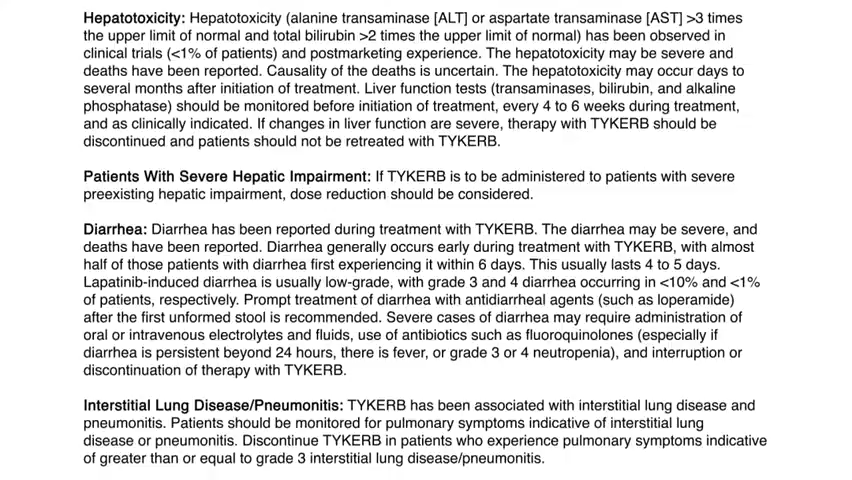 Hepatotoxicity: Hepatotoxicity (alanine transaminase [ALT] or aspartate transaminase [AST] >3 times
the upper limit of normal and total bilirubin >2 times the upper limit of normal) has been observed in
clinical trials (<1% of patients) and postmarketing experience. The hepatotoxicity may be severe and
deaths have been reported. Causality of the deaths is uncertain. The hepatotoxicity may occur days to
several months after initiation of treatment. Liver function tests (transaminases, bilirubin, and alkaline
phosphatase) should be monitored before initiation of treatment, every 4 to 6 weeks during treatment,
and as clinically indicated. If changes in liver function are severe, therapy with TYKERB should be
discontinued and patients should not be retreated with TYKERB.
Patients With Severe Hepatic Impairment: If TYKERB is to be administered to patients with severe
preexisting hepatic impairment, dose reduction should be considered.
Diarrhea: Diarrhea has been reported during treatment with TYKERB. The diarrhea may be severe, and
deaths have been reported. Diarrhea generally occurs early during treatment with TYKERB, with almost
half of those patients with diarrhea first experiencing it within 6 days. This usually lasts 4 to 5 days.
Lapatinib-induced diarrhea is usually low-grade, with grade 3 and 4 diarrhea occurring in <10% and <1%
of patients, respectively. Prompt treatment of diarrhea with antidiarrheal agents (such as loperamide)
after the first unformed stool is recommended. Severe cases of diarrhea may require administration of
oral or intravenous electrolytes and fluids, use of antibiotics such as fluoroquinolones (especially if
diarrhea is persistent beyond 24 hours, there is fever, or grade 3 or 4 neutropenia), and interruption or
discontinuation of therapy with TYKERB.
Interstitial Lung Disease/Pneumonitis: TYKERB has been associated with interstitial lung disease and
pneumonitis. Patients should be monitored for pulmonary symptoms indicative of interstitial lung
disease or pneumonitis. Discontinue TYKERB in patients who experience pulmonary symptoms indicative
of greater than or equal to grade 3 interstitial lung disease/pneumonitis.